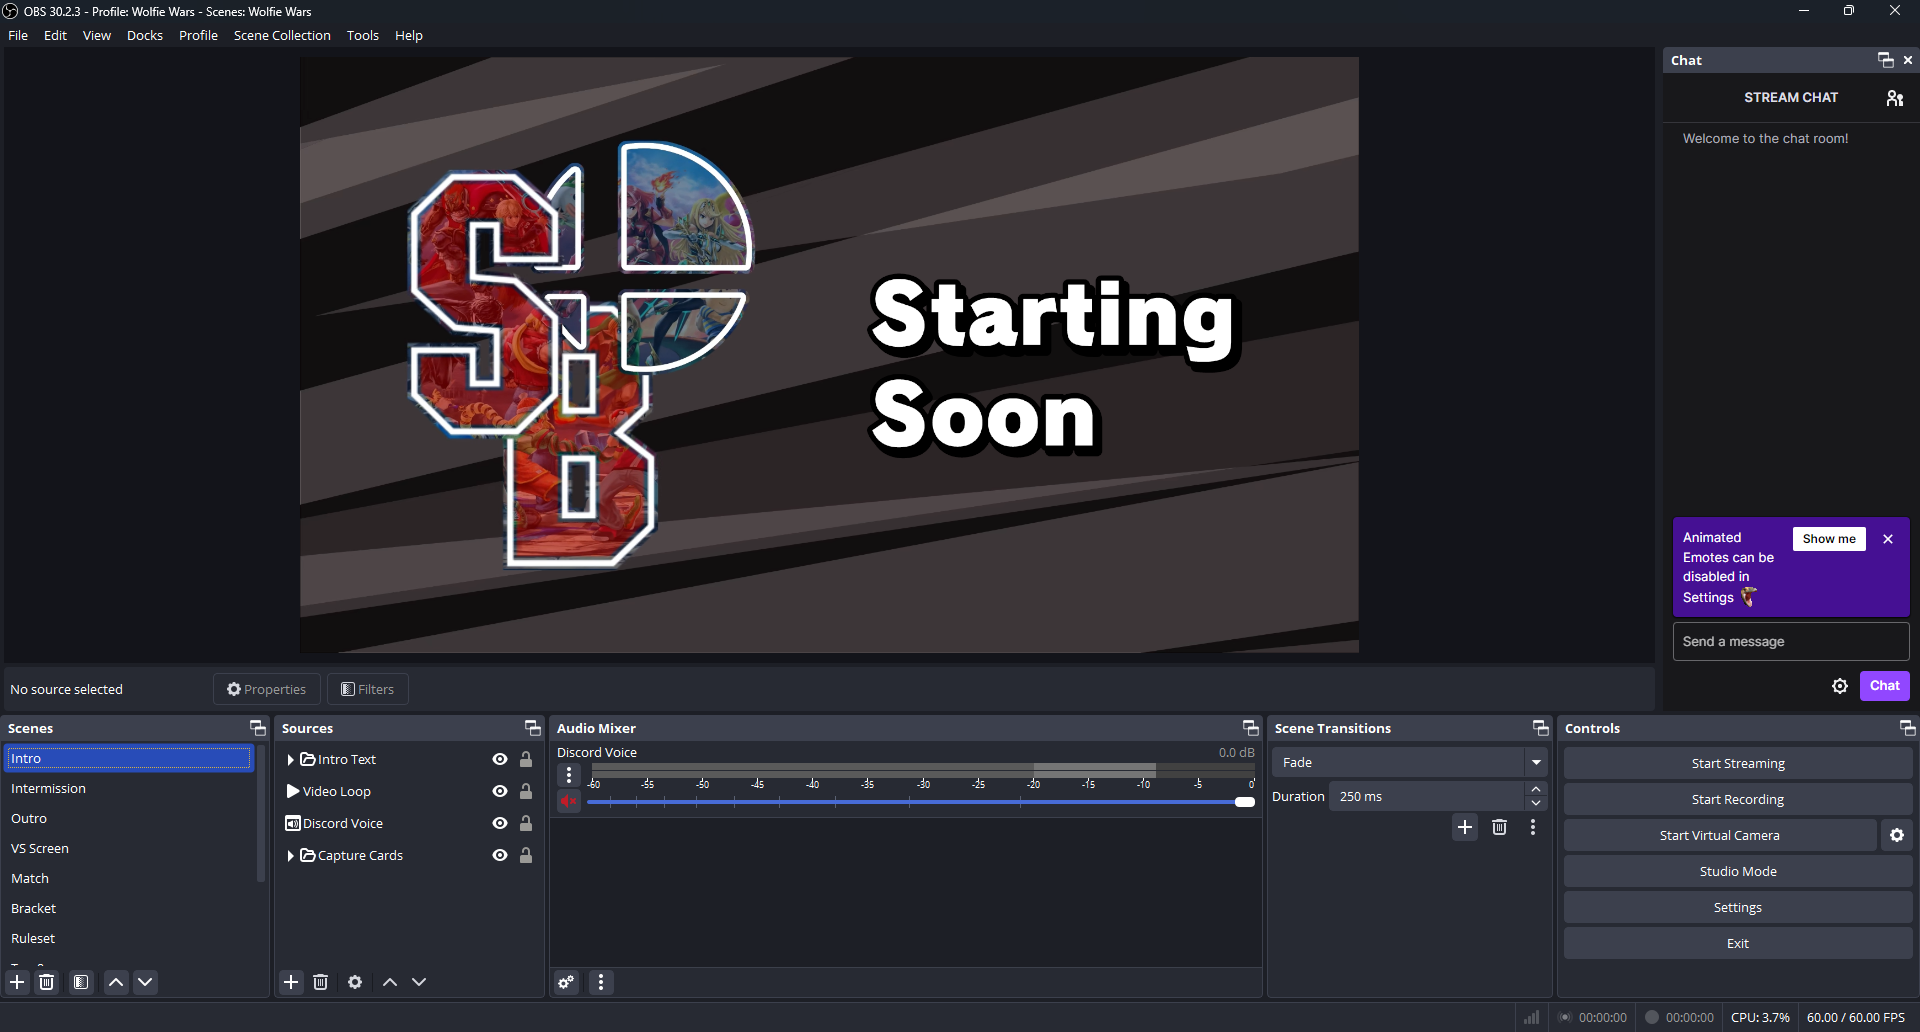 OBS 30.2.3 - Profile: Wolfie Wars - Scenes: Wolfie Wars
File Edit View Docks Profile Scene Collection Tools Help
SB
Starting
Soon
Chat
STREAM CHAT
Welcome to the chat room!
Animated
Emotes can be
disabled in
Settings
Show me
Send a message
Chat
No source selected
Properties
Filters
Scenes
Intro
Intermission
Outro
VS Screen
Match
Bracket
Ruleset
Sources
Intro Text
Video Loop
Discord Voice
Capture Cards
Audio Mixer
Discord Voice 0.0 dB
-60 -55 -50 -45 -40 -35 -30 -25 -20 -15 -10 -5 0
Scene Transitions
Fade
Duration 250 ms
Controls
Start Streaming
Start Recording
Start Virtual Camera
Studio Mode
Settings
Exit
00:00:00 00:00:00 CPU: 3.7% 60.00 / 60.00 FPS